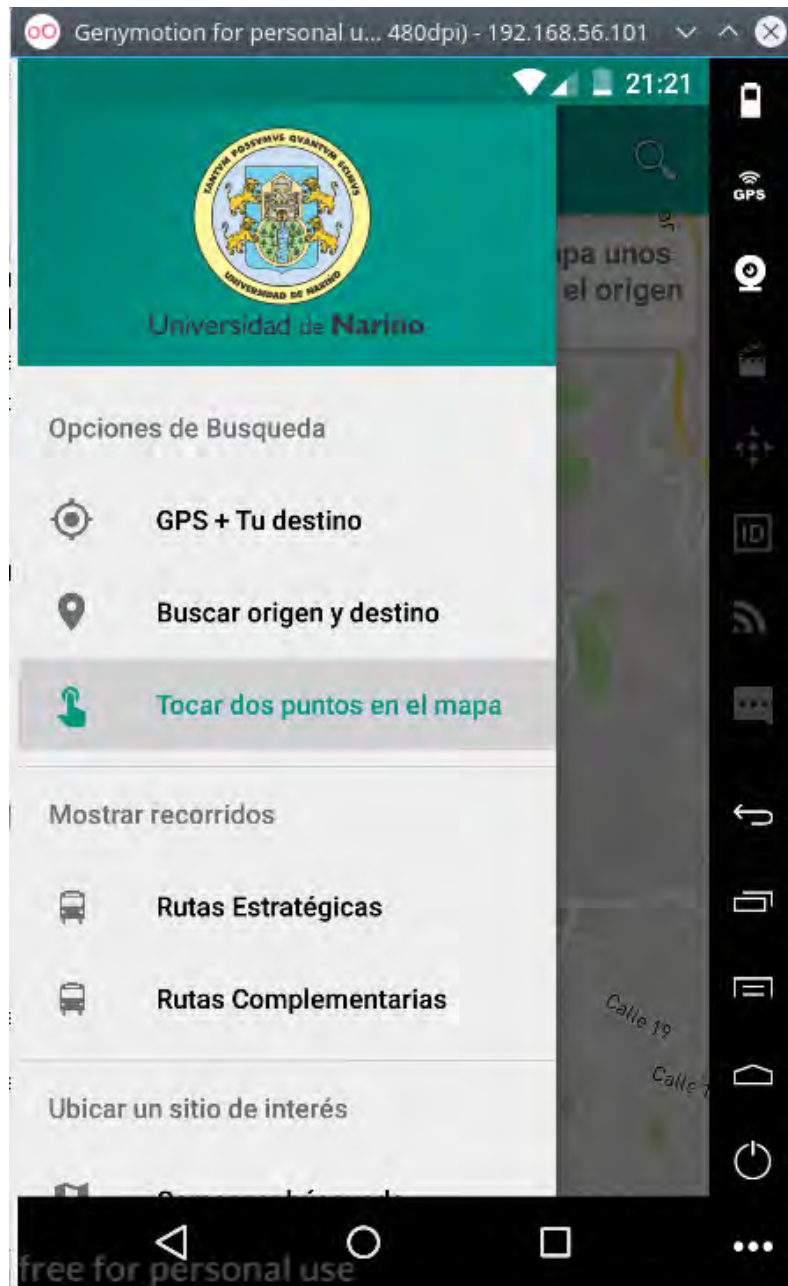 Genymotion for personal u... 480dpi) - 192.168.56.101
21:21
GPS
TANTVM POSSVMVS QVANTVM SCIMVS
UNIVERSIDAD DE NARIÑO
Universidad de Nariño
pa unos
el origen
Opciones de Busqueda
GPS + Tu destino
Buscar origen y destino
ID
Tocar dos puntos en el mapa
Mostrar recorridos
Rutas Estratégicas
Rutas Complementarias
Calle 19
Calle
Ubicar un sitio de interés
free for personal use